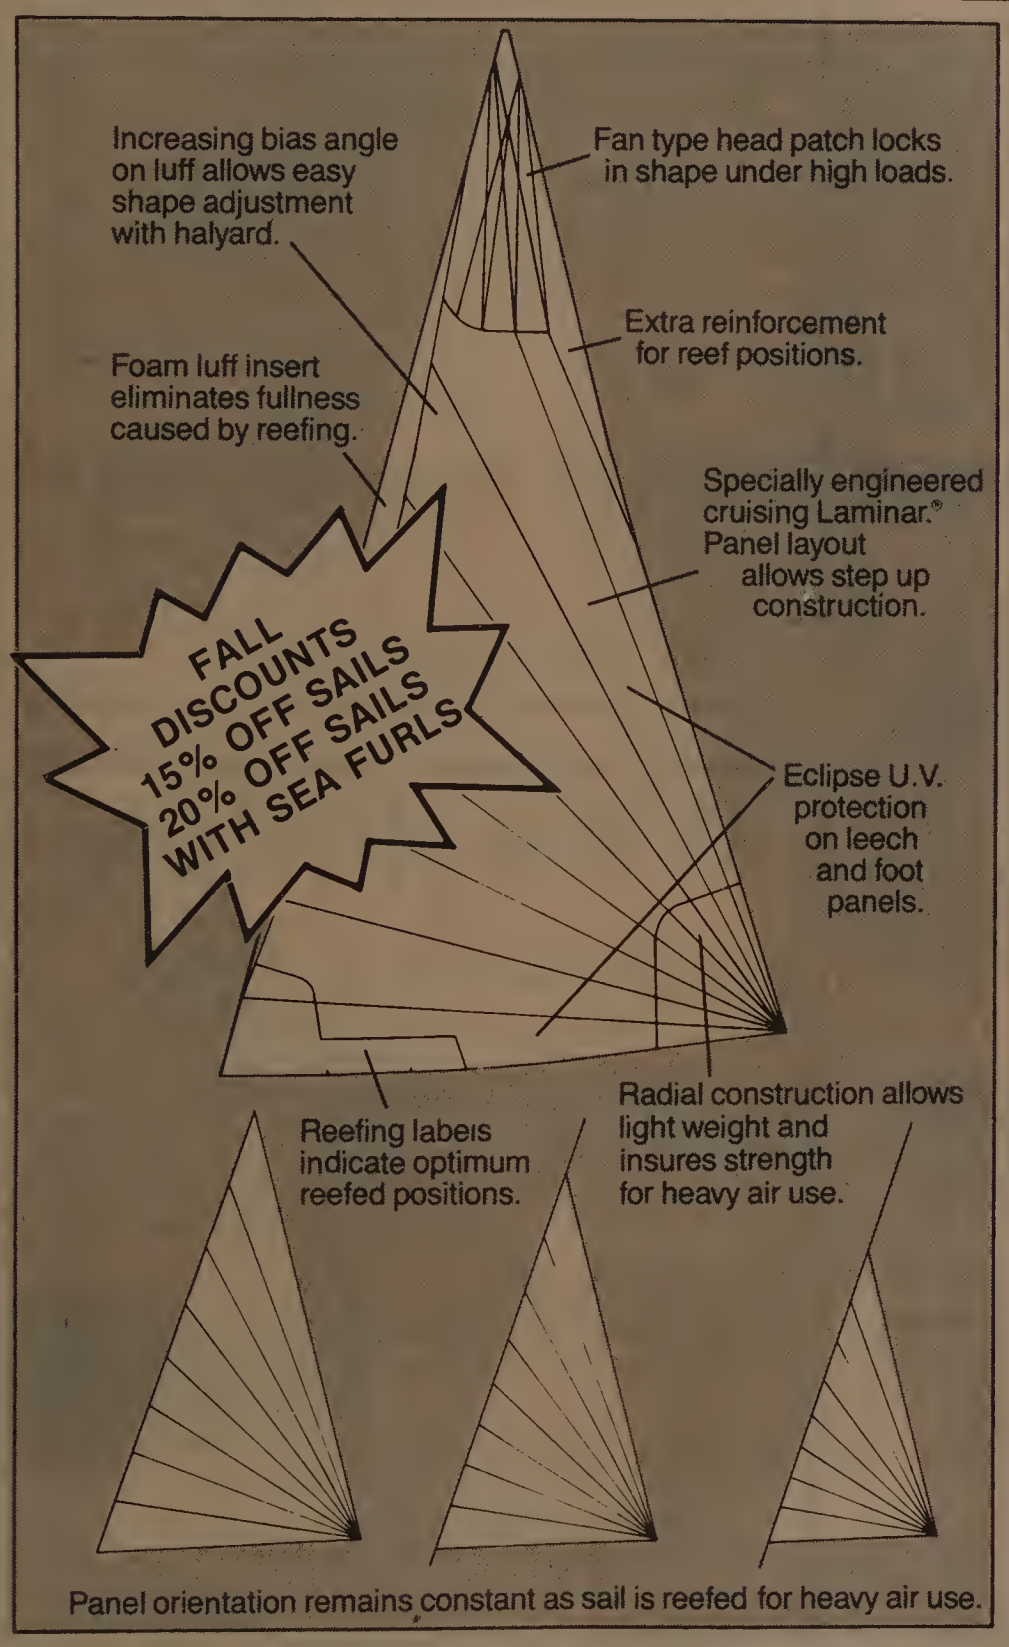 Increasing bias angle
on luff allows easy
shape adjustment
with halyard.
Fan type head patch locks
in shape under high loads.
Extra reinforcement
for reef positions.
Foam luff insert
eliminates fullness
caused by reefing.
Specially engineered
cruising Laminar.®
Panel layout
allows step up
construction.
FALL
DISCOUNTS
15% OFF SAILS
20% OFF SAILS
WITH SEA FURLS
Eclipse U.V.
protection
on leech
and foot
panels.
Reefing labels
indicate optimum
reefed positions.
Radial construction allows
light weight and
insures strength
for heavy air use.
Panel orientation remains constant as sail is reefed for heavy air use.